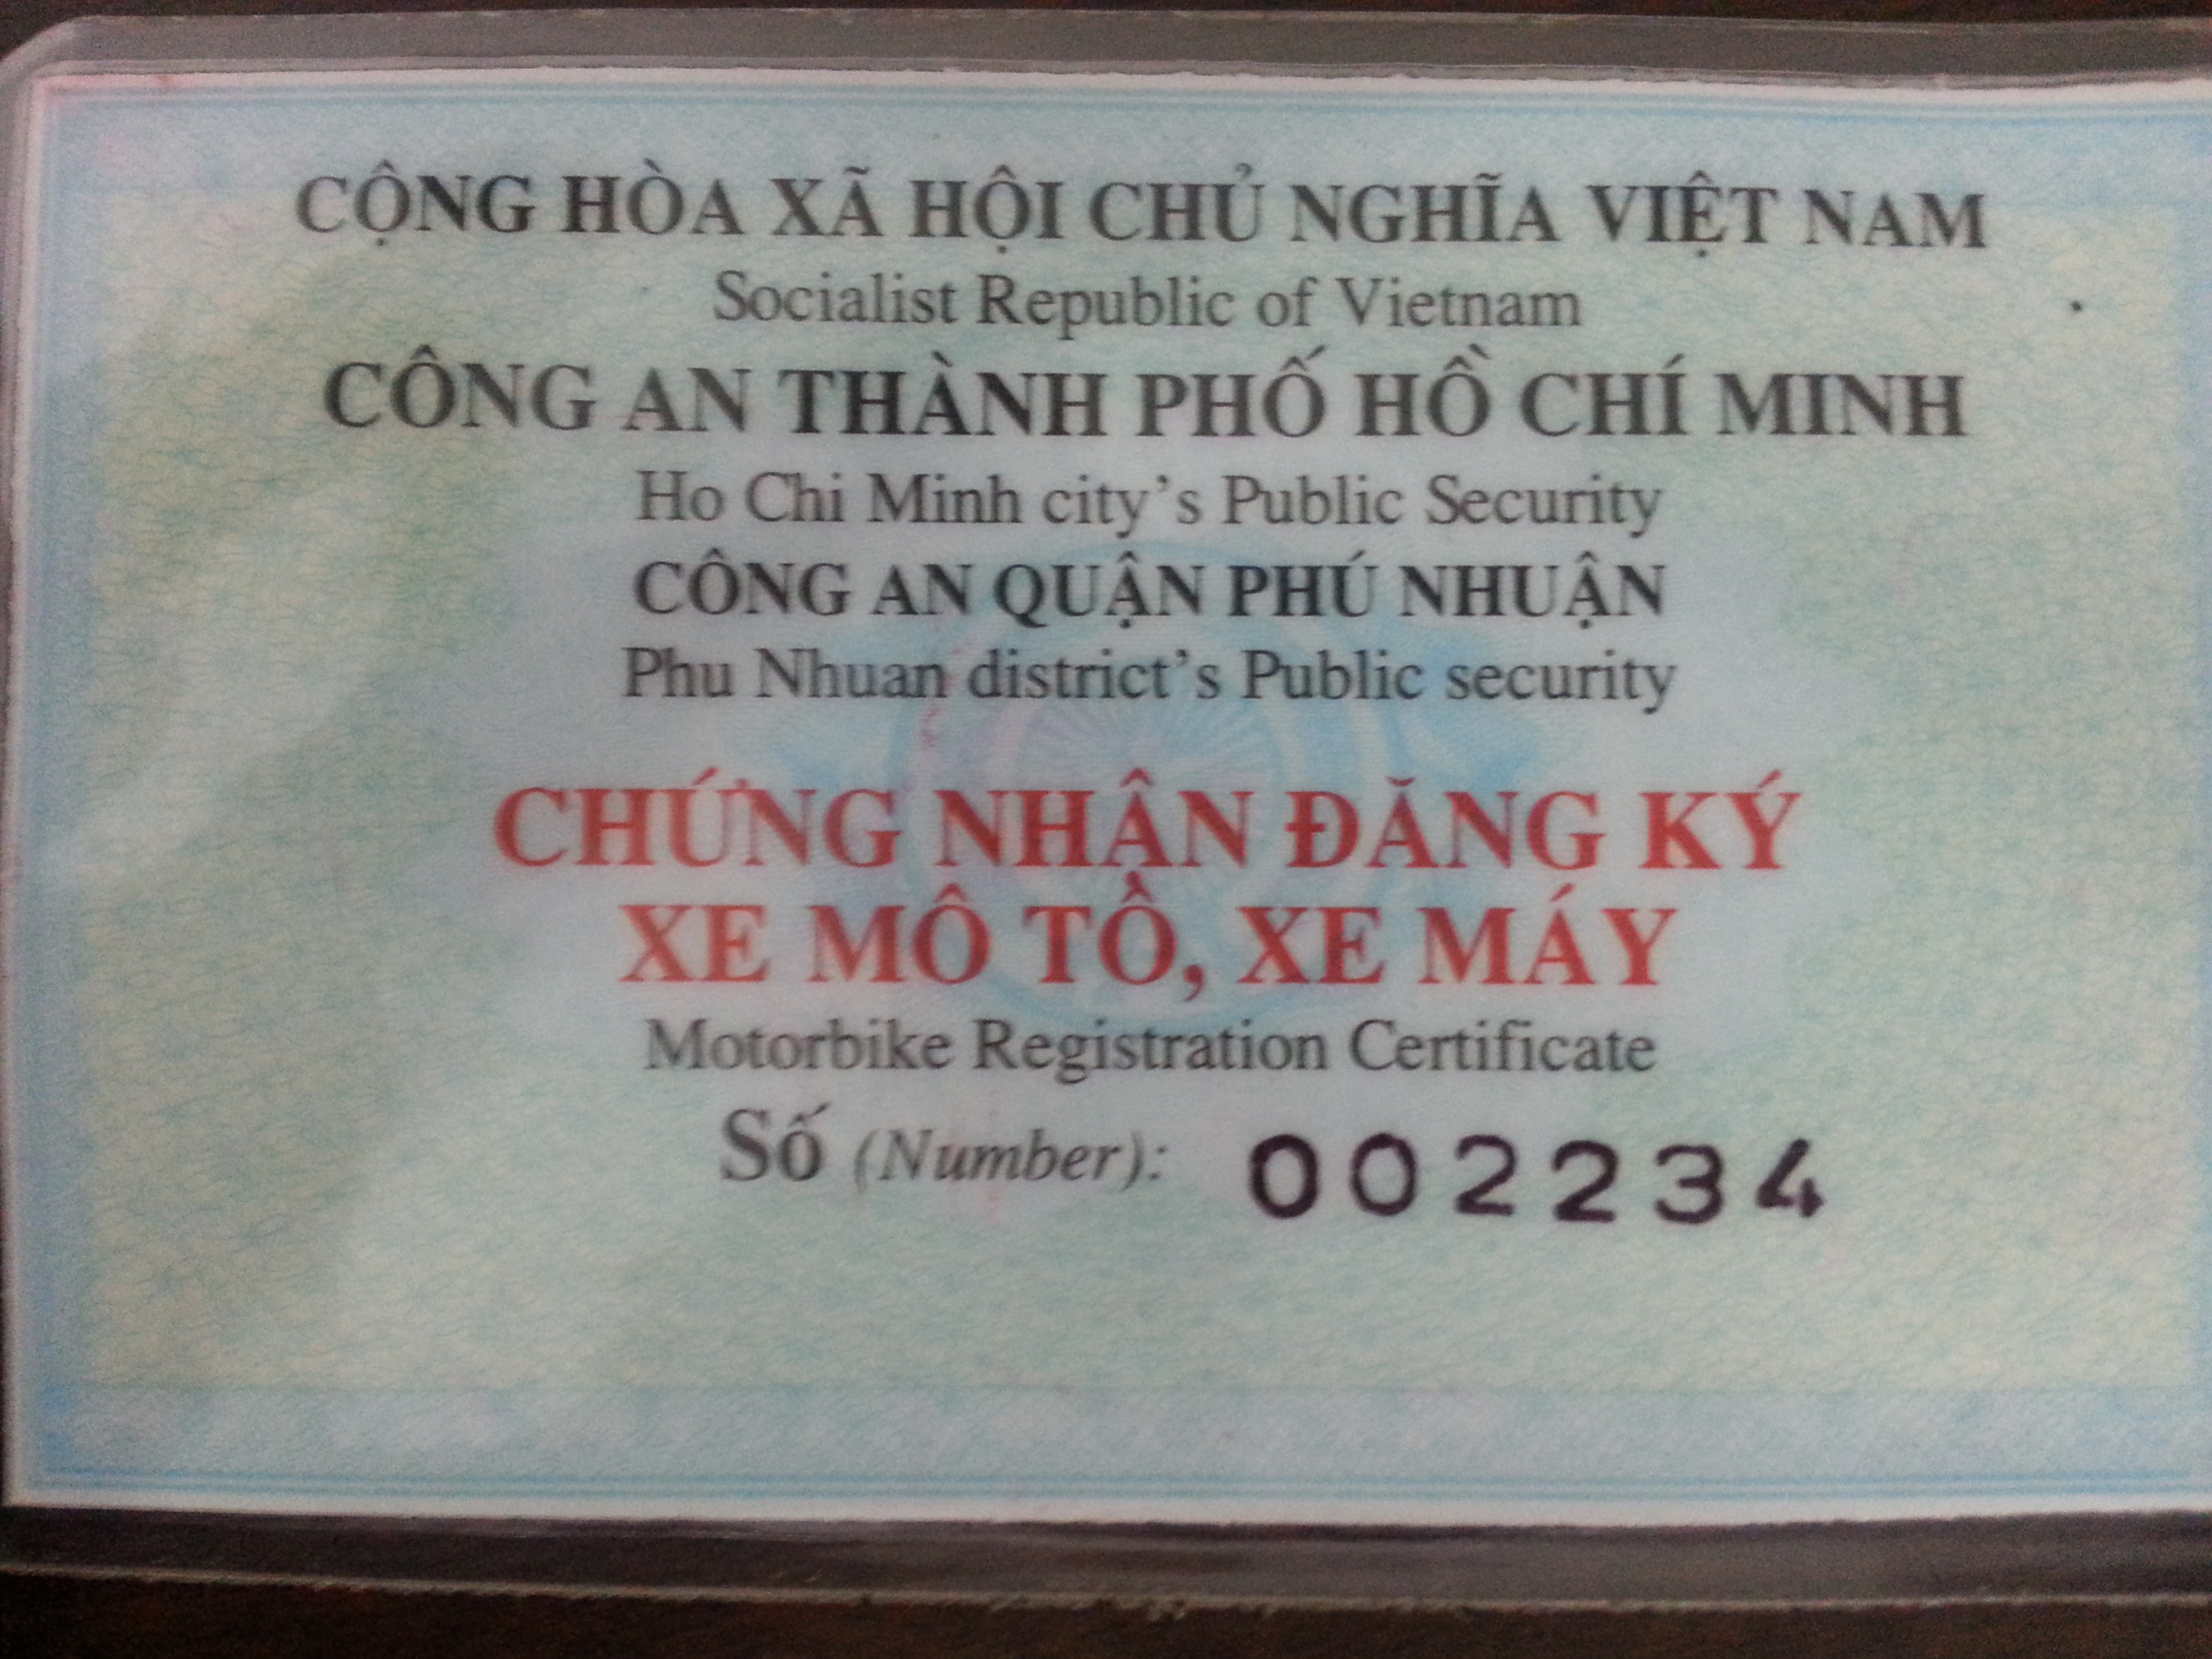 CỘNG HÒA XÃ HỘI CHỦ NGHĨA VIỆT NAM
Socialist Republic of Vietnam
CÔNG AN THÀNH PHỐ HỒ CHÍ MINH
Ho Chi Minh city's Public Security
CÔNG AN QUẬN PHÚ NHUẬN
Phu Nhuan district's Public security
CHỨNG NHẬN ĐĂNG KÝ
XE MÔ TÔ, XE MÁY
Motorbike Registration Certificate
Số (Number): 002234